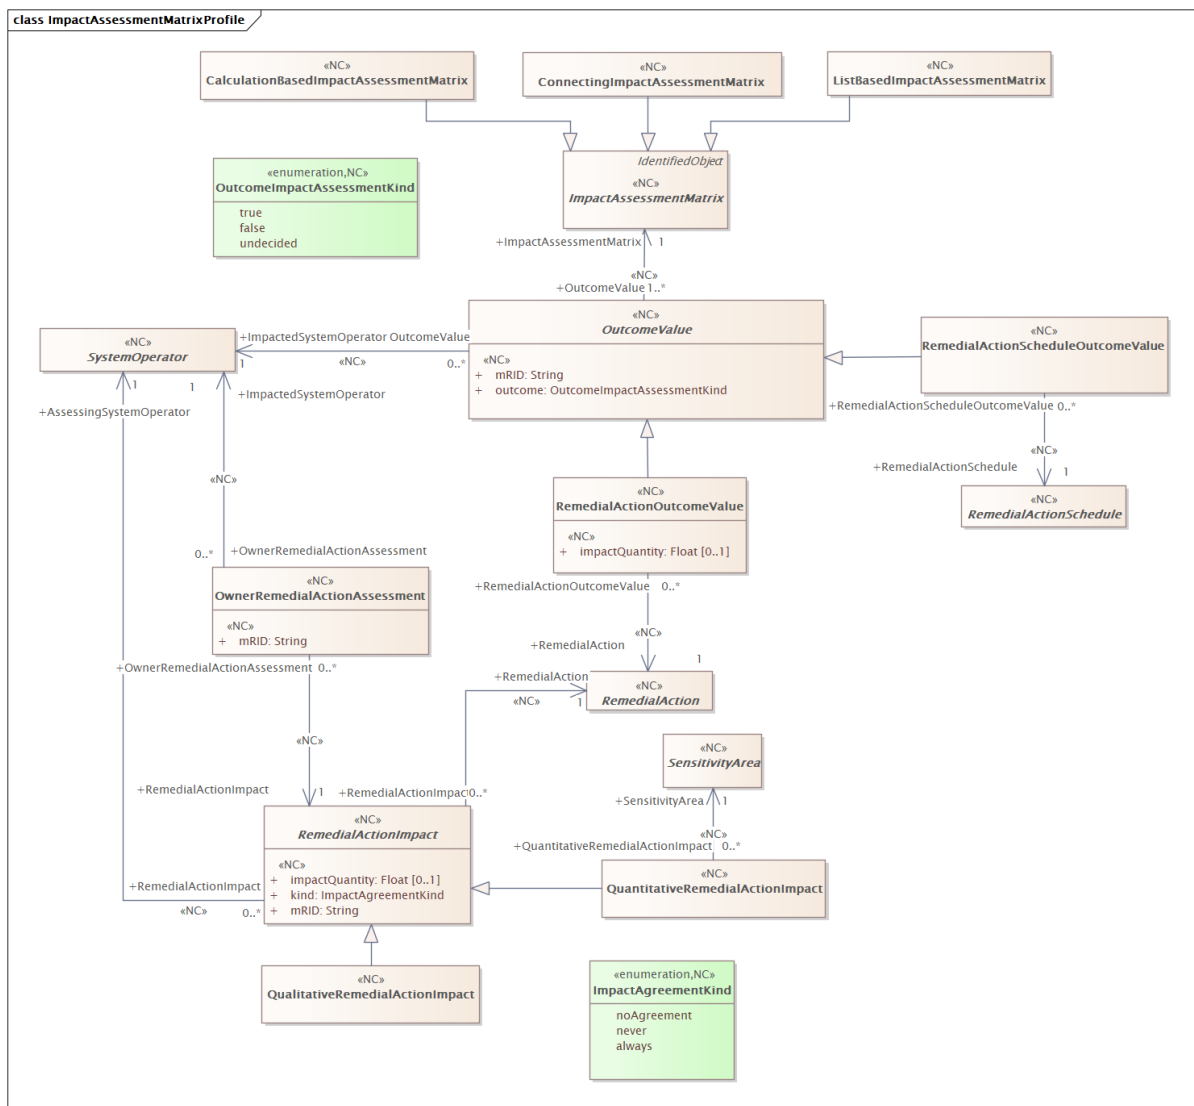 class ImpactAssessmentMatrixProfile
«NC»
CalculationBasedImpactAssessmentMatrix
«NC»
ConnectingImpactAssessmentMatrix
«NC»
ListBasedImpactAssessmentMatrix
IdentifiedObject
«NC»
ImpactAssessmentMatrix
«enumeration,NC»
OutcomeImpactAssessmentKind
true
false
undecided
+ImpactAssessmentMatrix
1
«NC»
+OutcomeValue
1..*
«NC»
OutcomeValue
«NC»
+ mRID: String
+ outcome: OutcomeImpactAssessmentKind
«NC»
SystemOperator
+ImpactedSystemOperator
OutcomeValue
1
«NC»
0..*
«NC»
RemedialActionScheduleOutcomeValue
+RemedialActionScheduleOutcomeValue
0..*
«NC»
+RemedialActionSchedule
1
«NC»
RemedialActionSchedule
1
1
+ImpactedSystemOperator
+AssessingSystemOperator
«NC»
«NC»
RemedialActionOutcomeValue
«NC»
+ impactQuantity: Float [0..1]
0..*
+OwnerRemedialActionAssessment
«NC»
OwnerRemedialActionAssessment
«NC»
+ mRID: String
+RemedialActionOutcomeValue
0..*
«NC»
+RemedialAction
1
+OwnerRemedialActionAssessment
0..*
+RemedialAction
«NC»
1
«NC»
RemedialAction
«NC»
«NC»
SensitivityArea
+RemedialActionImpact
1
+RemedialActionImpact
0..*
+SensitivityArea
1
«NC»
RemedialActionImpact
«NC»
+ impactQuantity: Float [0..1]
+ kind: ImpactAgreementKind
+ mRID: String
«NC»
+QuantitativeRemedialActionImpact
0..*
«NC»
QuantitativeRemedialActionImpact
+RemedialActionImpact
«NC»
0..*
«NC»
QualitativeRemedialActionImpact
«enumeration,NC»
ImpactAgreementKind
noAgreement
never
always